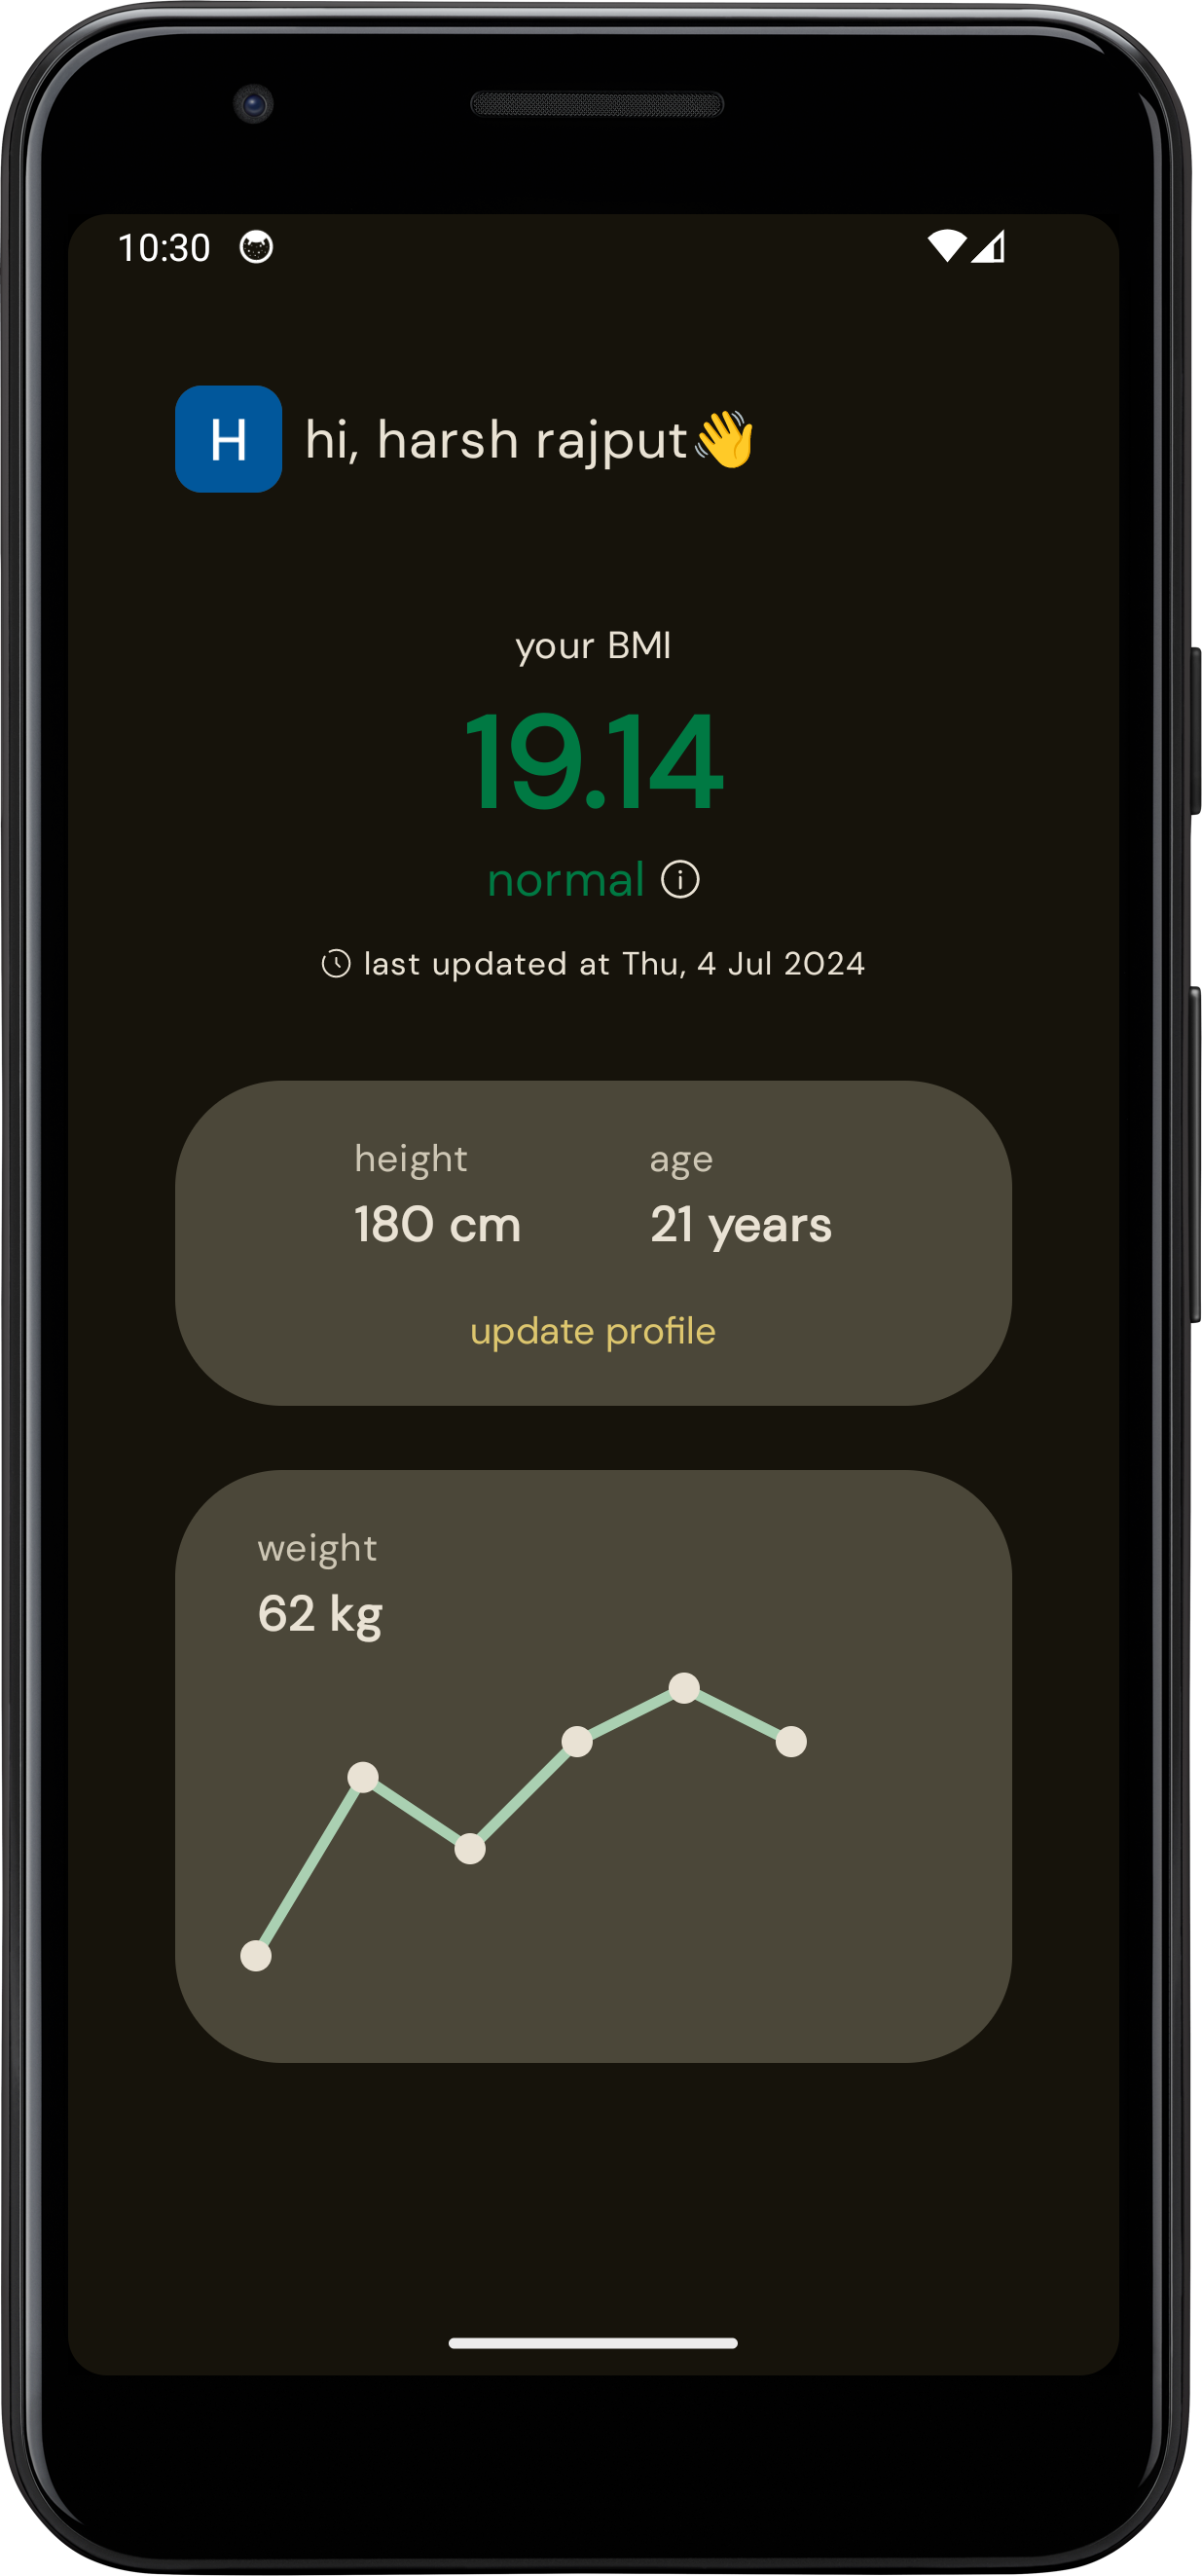 10:30
H
hi, harsh rajput👋
your BMI
19.14
normal
last updated at Thu, 4 Jul 2024
height age
180 cm 21 years
update profile
weight
62 kg